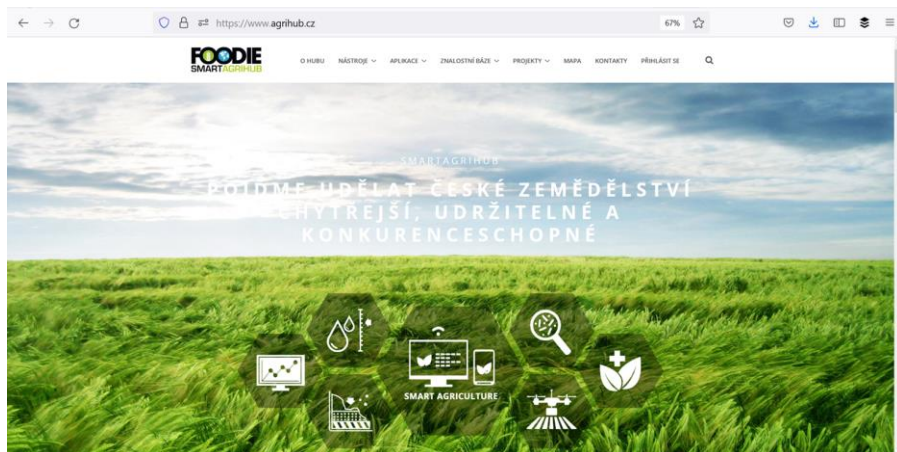 https://www.agrihub.cz
67%
FOODIE
SMARTAGRIHUB
O HUBU NÁSTROJE APLIKACE ZNALOSTNÍ BÁZE PROJEKTY MAPA KONTAKTY PŘIHLÁSIT SE
SMARTAGRIHUB
POJĎME UDĚLAT ČESKÉ ZEMĚDĚLSTVÍ
CHYTŘEJŠÍ, UDRŽITELNÉ A
KONKURENCESCHOPNÉ
SMART AGRICULTURE